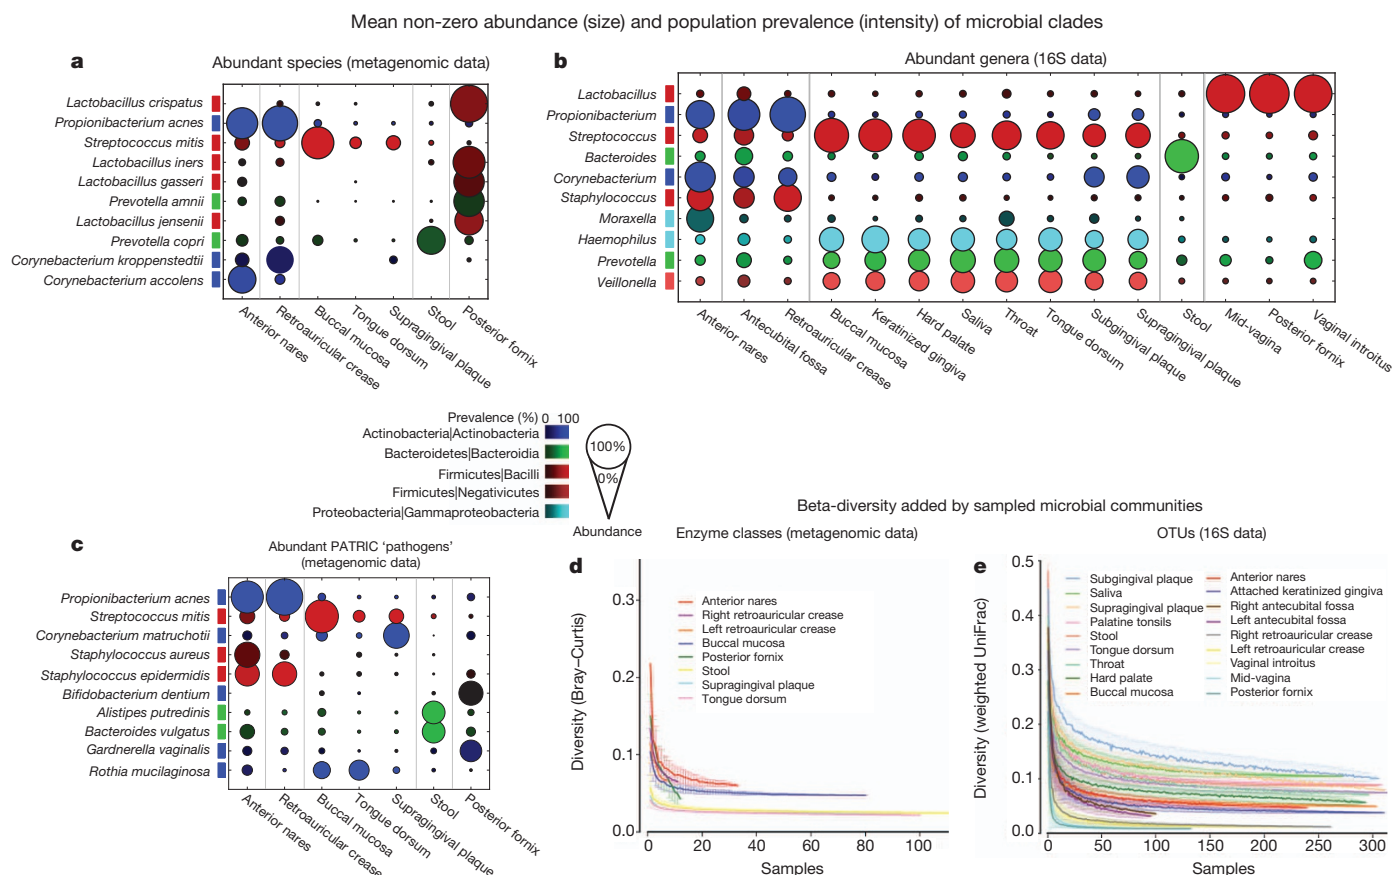 Mean non-zero abundance (size) and population prevalence (intensity) of microbial clades
a
Abundant species (metagenomic data)
Lactobacillus crispatus
Propionibacterium acnes
Streptococcus mitis
Lactobacillus iners
Lactobacillus gasseri
Prevotella amnii
Lactobacillus jensenii
Prevotella copri
Corynebacterium kroppenstedtii
Corynebacterium accolens
Anterior nares
Retroauricular crease
Buccal mucosa
Tongue dorsum
Supragingival plaque
Stool
Posterior fornix
b
Abundant genera (16S data)
Lactobacillus
Propionibacterium
Streptococcus
Bacteroides
Corynebacterium
Staphylococcus
Moraxella
Haemophilus
Prevotella
Veillonella
Anterior nares
Antecubital fossa
Retroauricular crease
Buccal mucosa
Keratinized gingiva
Hard palate
Saliva
Throat
Tongue dorsum
Subgingival plaque
Supragingival plaque
Stool
Mid-vagina
Posterior fornix
Vaginal introitus
Prevalence (%) 0 100
Actinobacteria|Actinobacteria
Bacteroidetes|Bacteroidia
Firmicutes|Bacilli
Firmicutes|Negativicutes
Proteobacteria|Gammaproteobacteria
100%
0%
Abundance
c
Abundant PATRIC ‘pathogens’
(metagenomic data)
Propionibacterium acnes
Streptococcus mitis
Corynebacterium matruchotii
Staphylococcus aureus
Staphylococcus epidermidis
Bifidobacterium dentium
Alistipes putredinis
Bacteroides vulgatus
Gardnerella vaginalis
Rothia mucilaginosa
Anterior nares
Retroauricular crease
Buccal mucosa
Tongue dorsum
Supragingival plaque
Stool
Posterior fornix
Beta-diversity added by sampled microbial communities
d
Enzyme classes (metagenomic data)
Diversity (Bray–Curtis)
0.3
0.2
0.1
0.0
Anterior nares
Right retroauricular crease
Left retroauricular crease
Buccal mucosa
Posterior fornix
Stool
Supragingival plaque
Tongue dorsum
0 20 40 60 80 100
Samples
e
OTUs (16S data)
Diversity (weighted UniFrac)
0.5
0.4
0.3
0.2
0.1
0.0
Subgingival plaque
Saliva
Supragingival plaque
Palatine tonsils
Stool
Tongue dorsum
Throat
Hard palate
Buccal mucosa
Anterior nares
Attached keratinized gingiva
Right antecubital fossa
Left antecubital fossa
Right retroauricular crease
Left retroauricular crease
Vaginal introitus
Mid-vagina
Posterior fornix
0 50 100 150 200 250 300
Samples